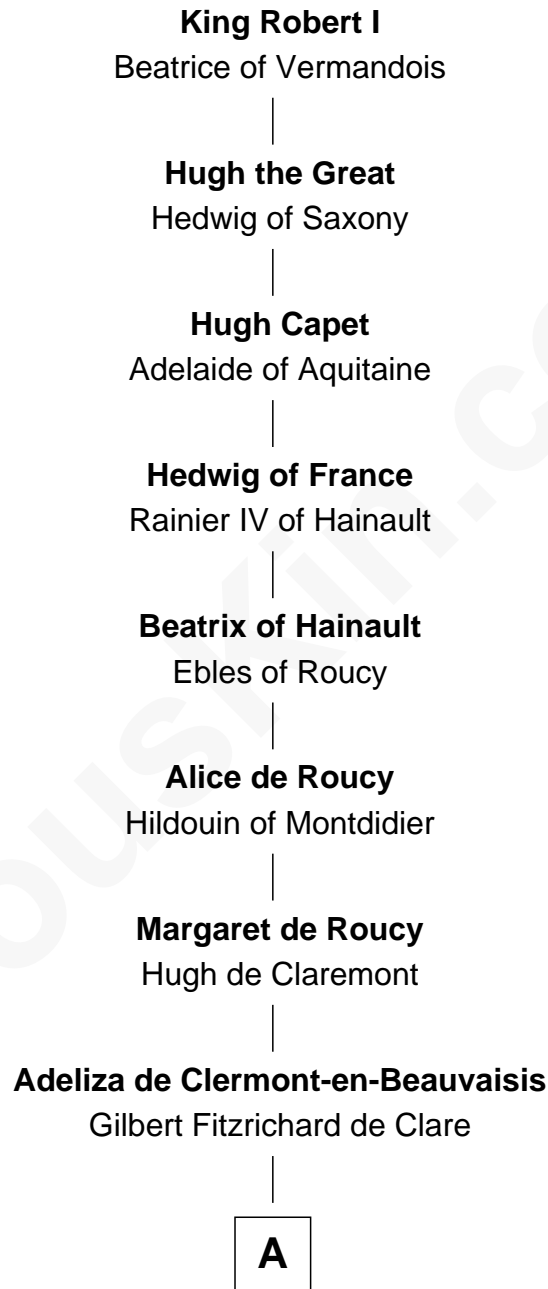 King Robert I
Beatrice of Vermandois
Hugh the Great
Hedwig of Saxony
Hugh Capet
Adelaide of Aquitaine
Hedwig of France
Rainier IV of Hainault
Beatrix of Hainault
Ebles of Roucy
Alice de Roucy
Hildouin of Montdidier
Margaret de Roucy
Hugh de Claremont
Adeliza de Clermont-en-Beauvaisis
Gilbert Fitzrichard de Clare
A